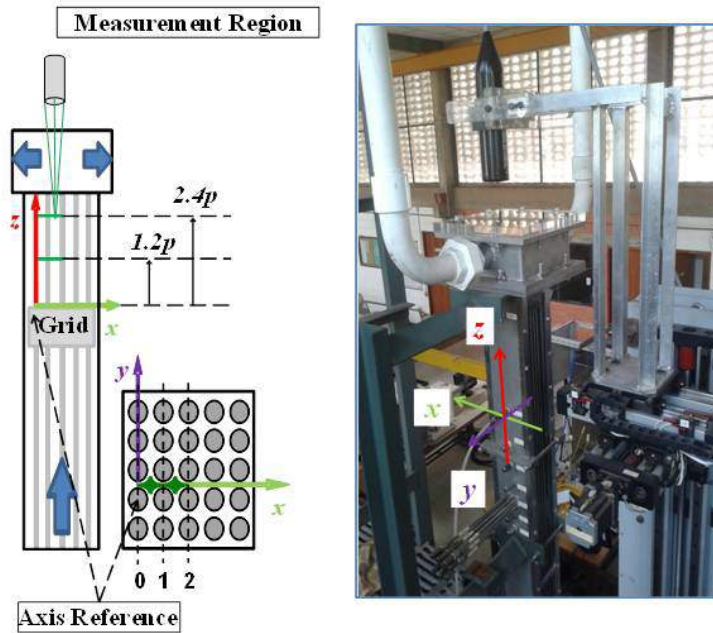 Measurement Region
2.4p
z
1.2p
Grid
x
y
x
0 1 2
Axis Reference
z
x
y